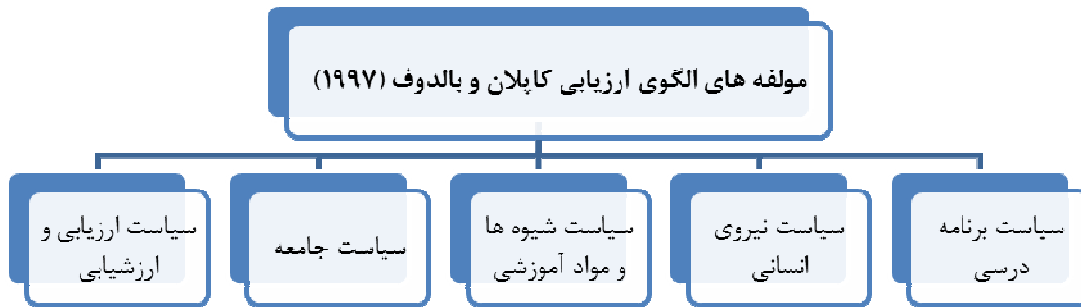 مولفه های الگوی ارزیابی کاپلان و بالدوف (۱۹۹۷)
سیاست برنامه
درسی
سیاست نیروی
انسانی
سیاست شیوه ها
و مواد آموزشی
سیاست جامعه
سیاست ارزیابی و
ارزشیابی